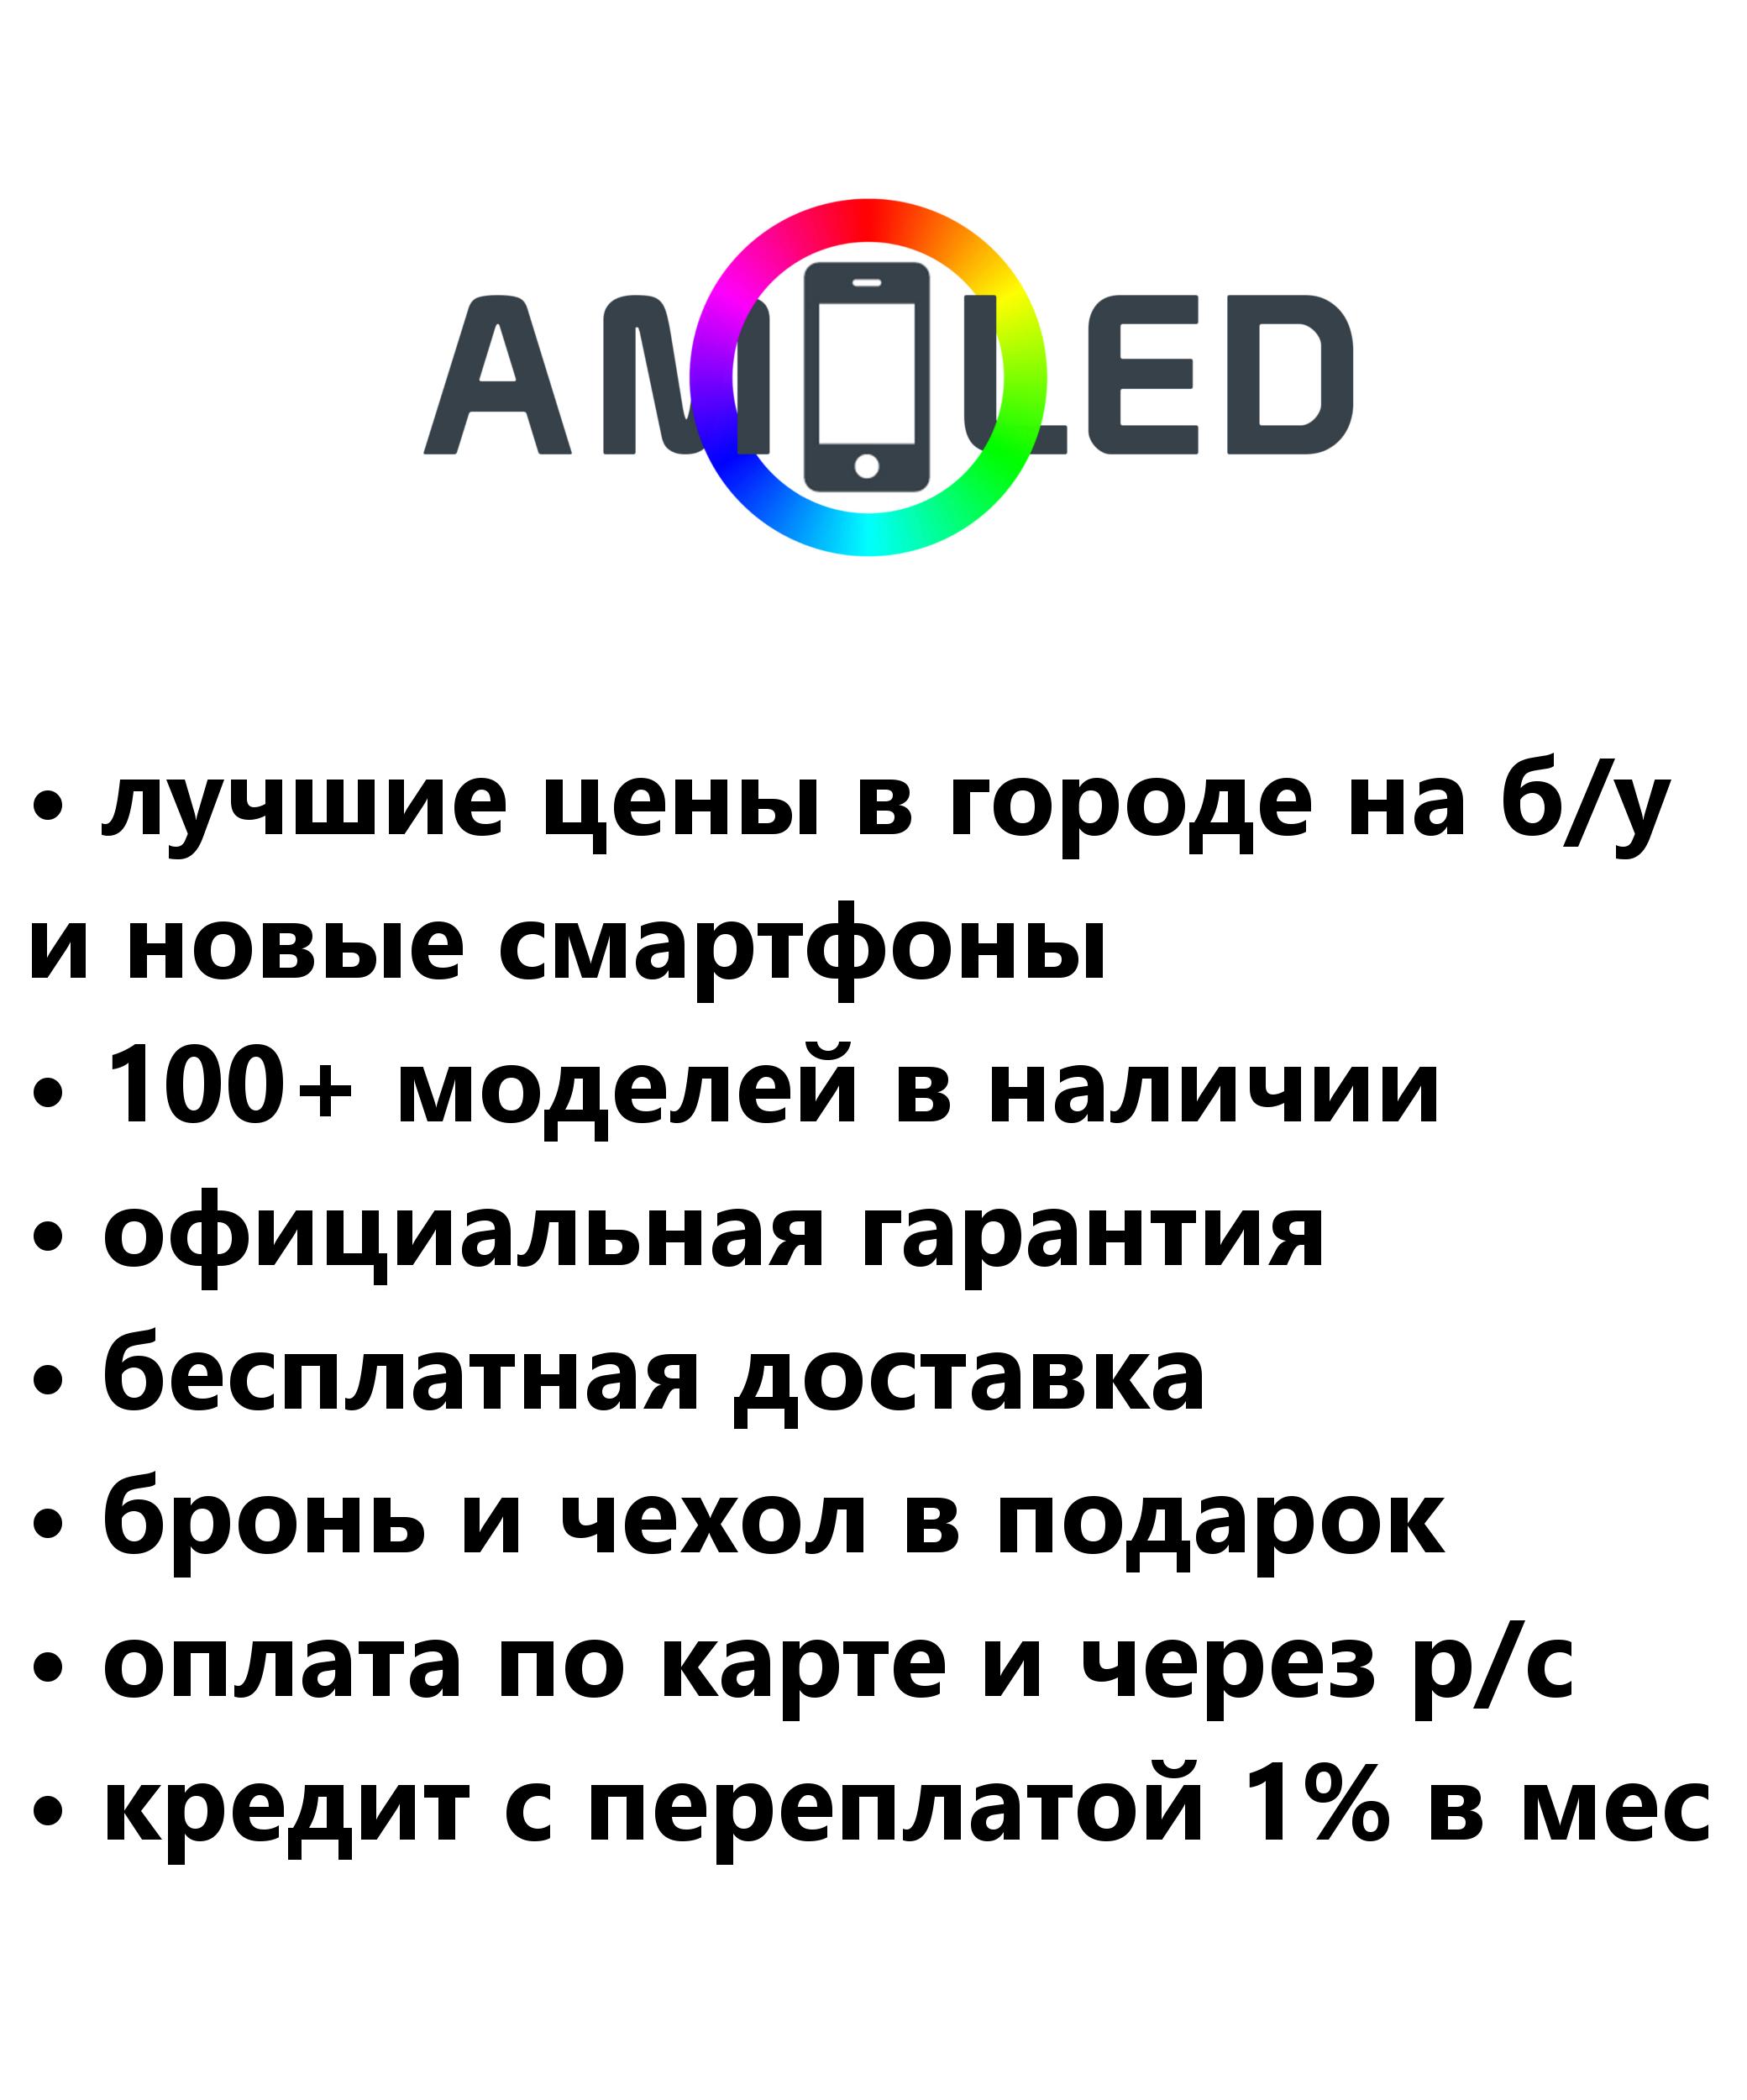 AMOLED
• лучшие цены в городе на б/у
и новые смартфоны
• 100+ моделей в наличии
• официальная гарантия
• бесплатная доставка
• бронь и чехол в подарок
• оплата по карте и через р/с
• кредит с переплатой 1% в мес